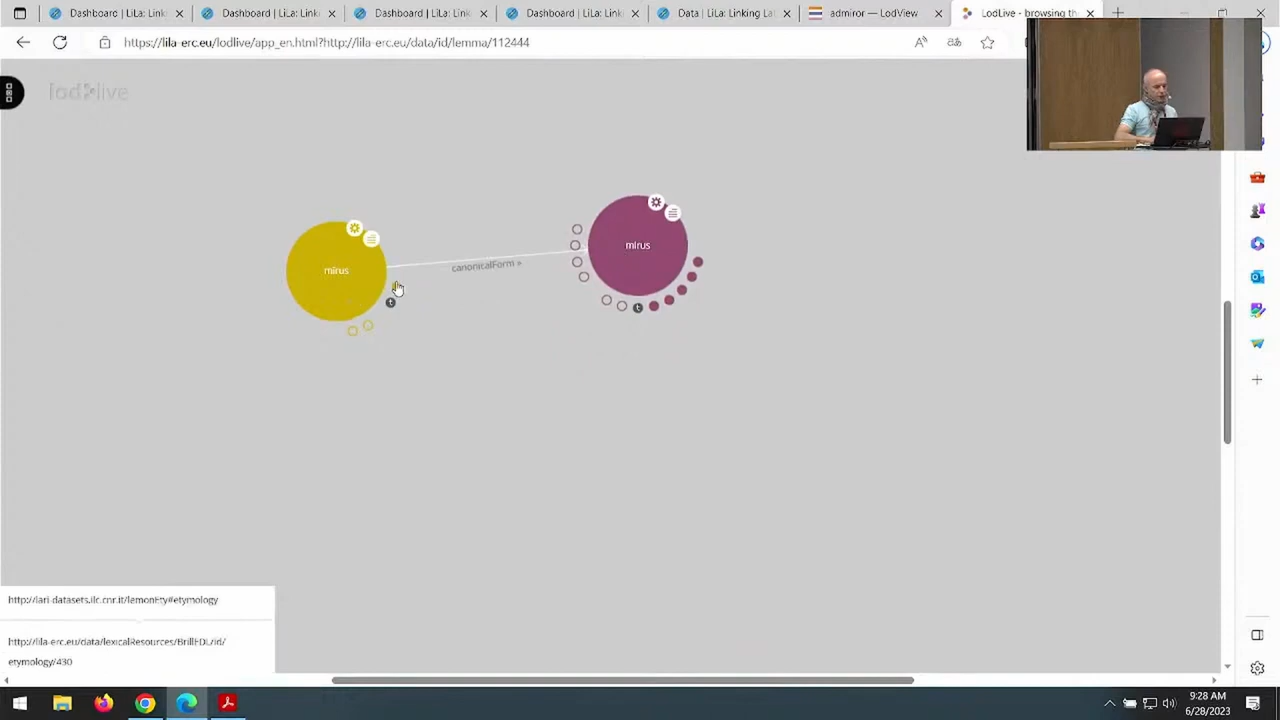 Dashboard | LiLa: Link
Dashboard | LiLa: Link
Dashboard | LiLa: Link
Dashboard | LiLa: Link
Data | LiLa: Linking Lat
admiror — LodView
LodLive - browsing th
https://lila-erc.eu/lodlive/app_en.html?http://lila-erc.eu/data/id/lemma/112444
lodlive
mirus
canonicalForm »
mirus
t
t
http://lari-datasets.ilc.cnr.it/lemonEty#etymology
http://lila-erc.eu/data/lexicalResources/BrillEDL/id/
etymology/430
9:28 AM
6/28/2023